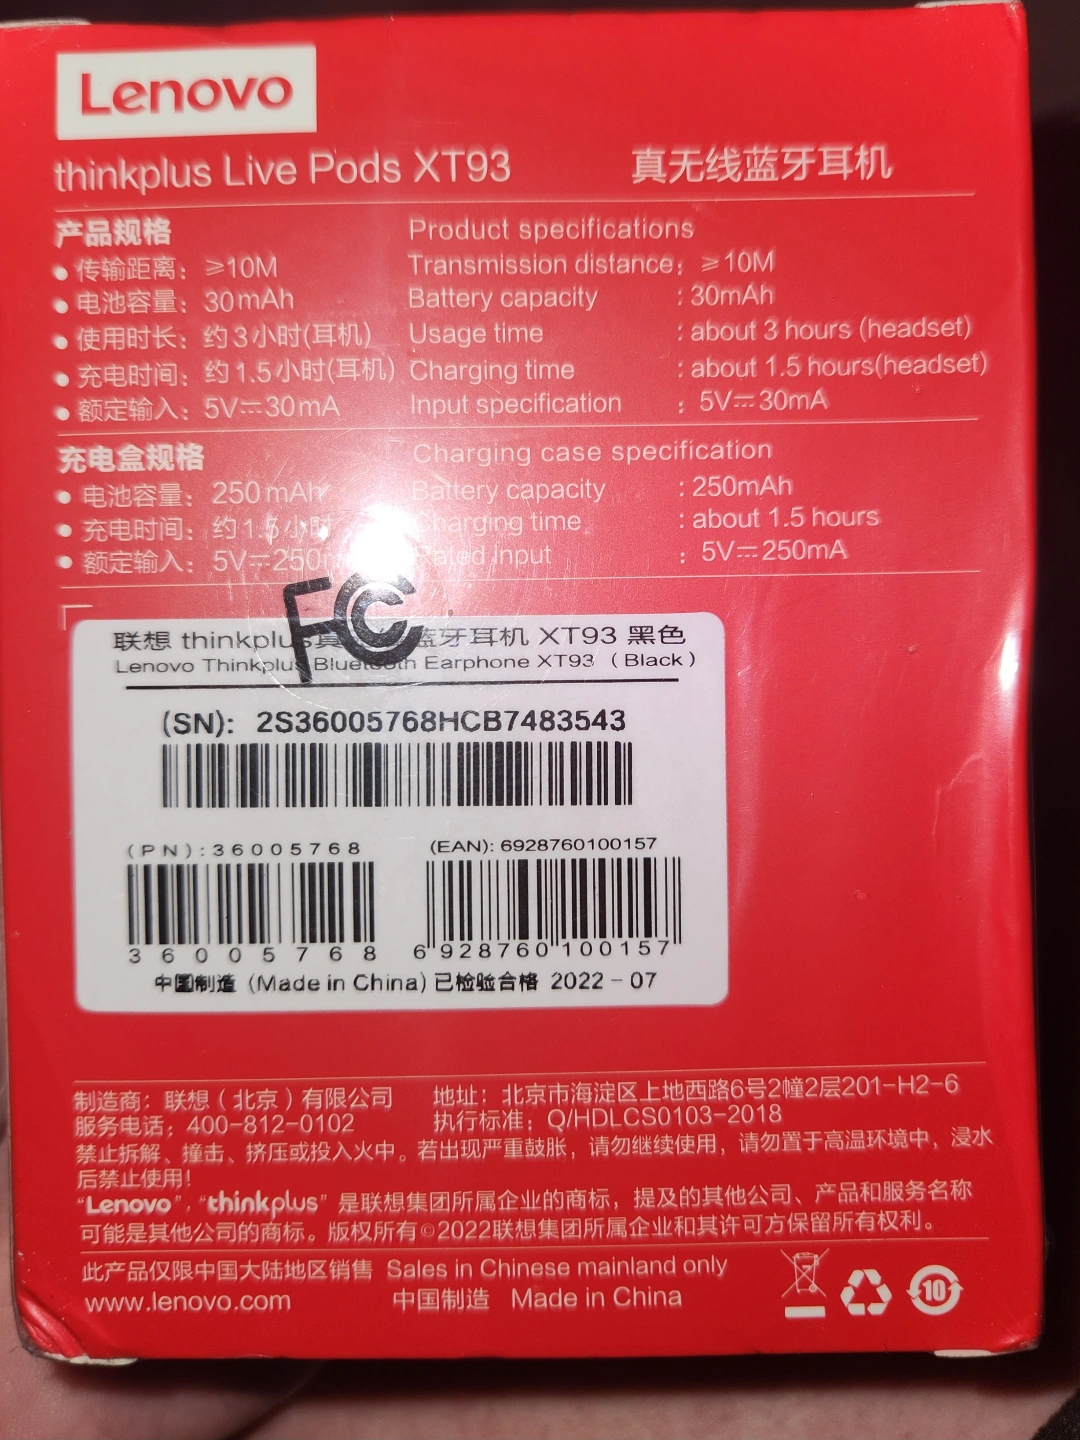 Lenovo
thinkplus Live Pods XT93 真无线蓝牙耳机
产品规格 Product specifications
传输距离：≥10M Transmission distance: ≥10M
电池容量：30mAh Battery capacity : 30mAh
使用时长：约3小时(耳机) Usage time : about 3 hours (headset)
充电时间：约1.5小时(耳机) Charging time : about 1.5 hours(headset)
额定输入：5V⎓30mA Input specification : 5V⎓30mA
充电盒规格 Charging case specification
电池容量：250mAh Battery capacity : 250mAh
充电时间：约1.5小时 Charging time : about 1.5 hours
额定输入：5V⎓250m Rated input : 5V⎓250mA
FC
联想 thinkplus真 蓝牙耳机 XT93 黑色
Lenovo Thinkplus Bluetooth Earphone XT93 (Black)
(SN): 2S36005768HCB7483543
(PN):36005768 (EAN): 6928760100157
36005768 6928760100157
中国制造 (Made in China) 已检验合格 2022-07
制造商：联想（北京）有限公司 地址：北京市海淀区上地西路6号2幢2层201-H2-6
服务电话：400-812-0102 执行标准：Q/HDLCS0103-2018
禁止拆解、撞击、挤压或投入火中。若出现严重鼓胀，请勿继续使用，请勿置于高温环境中，浸水
后禁止使用!
“Lenovo”，“thinkplus” 是联想集团所属企业的商标，提及的其他公司、产品和服务名称
可能是其他公司的商标。版权所有©2022联想集团所属企业和其许可方保留所有权利。
此产品仅限中国大陆地区销售 Sales in Chinese mainland only
www.lenovo.com 中国制造 Made in China
10